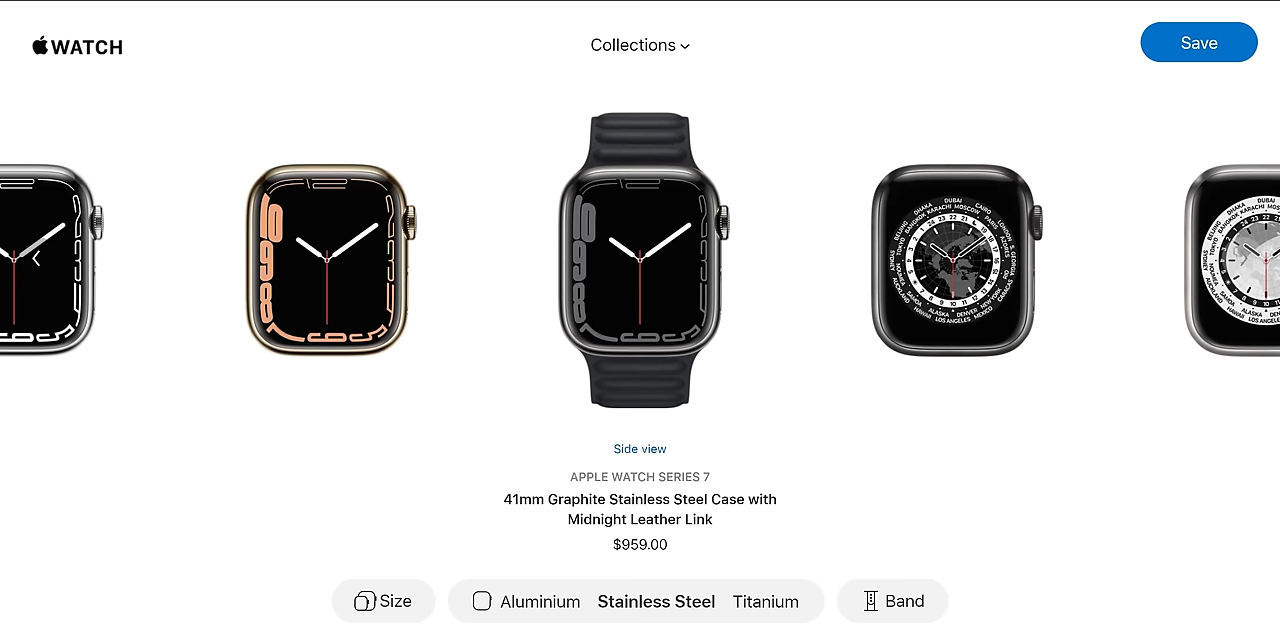 WATCH
Collections
Save
Side view
APPLE WATCH SERIES 7
41mm Graphite Stainless Steel Case with
Midnight Leather Link
$959.00
Size
Aluminium Stainless Steel Titanium
Band